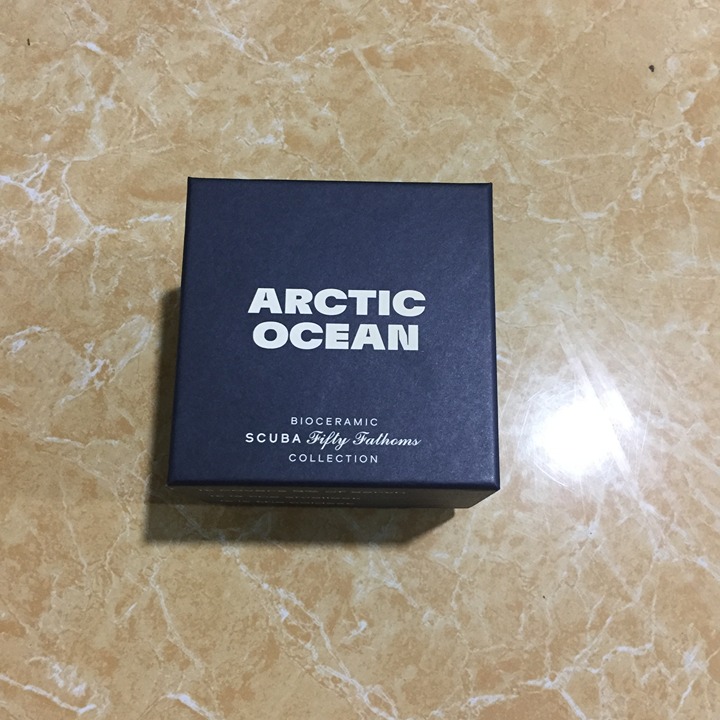 ARCTIC
OCEAN
BIOCERAMIC
SCUBA Fifty Fathoms
COLLECTION